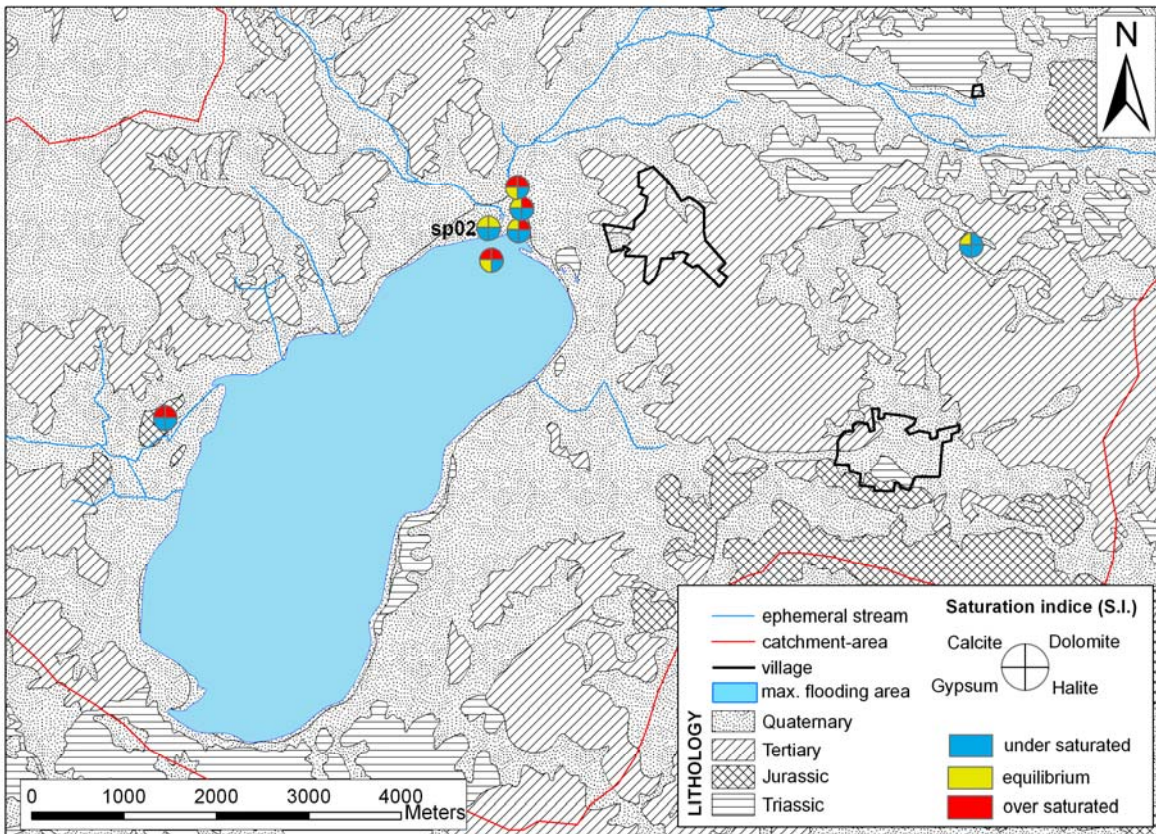 N
sp02
ephemeral stream
catchment-area
village
max. flooding area
LITHOLOGY
Quaternary
Tertiary
Jurassic
Triassic
Saturation indice (S.I.)
Calcite Dolomite
Gypsum Halite
under saturated
equilibrium
over saturated
0 1000 2000 3000 4000
Meters